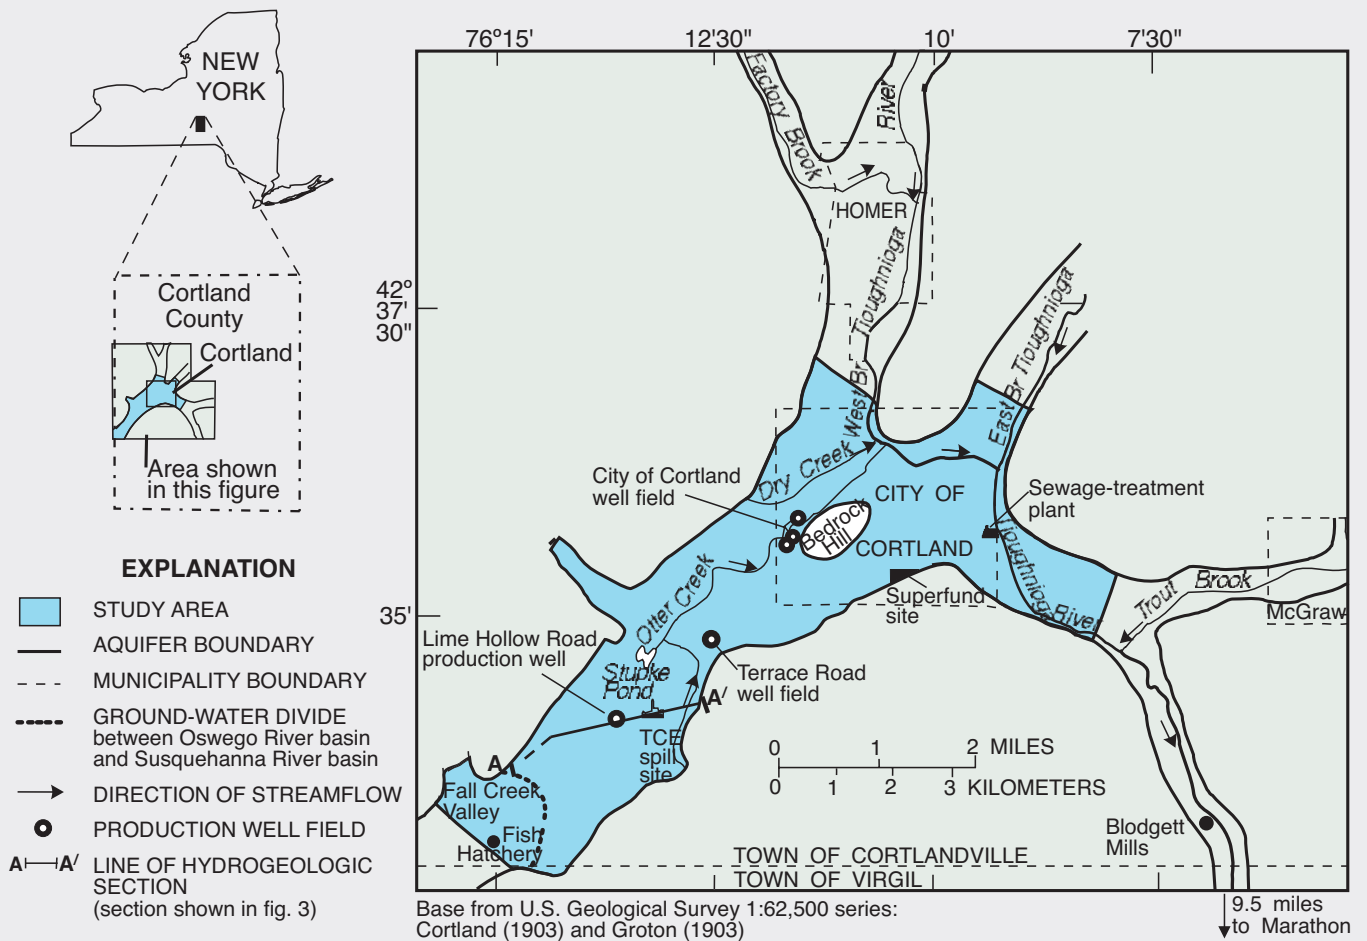 NEW
YORK
Cortland
County
Cortland
Area shown
in this figure
EXPLANATION
STUDY AREA
AQUIFER BOUNDARY
MUNICIPALITY BOUNDARY
GROUND-WATER DIVIDE
between Oswego River basin
and Susquehanna River basin
DIRECTION OF STREAMFLOW
PRODUCTION WELL FIELD
A A′ LINE OF HYDROGEOLOGIC
SECTION
(section shown in fig. 3)
76º15' 12'30" 10' 7'30"
42º
37'
30"
35'
Factory Brook
River
HOMER
West Br Tioughnioga
East Br Tioughnioga
Dry Creek
City of Cortland
well field
CITY OF
CORTLAND
Bedrock
Hill
Sewage-treatment
plant
Tioughnioga River
Superfund
site
Trout Brook
McGraw
Otter Creek
Lime Hollow Road
production well
Stupke
Pond
Terrace Road
well field
A′
TCE
spill
site
A
Fall Creek
Valley
Fish
Hatchery
0 1 2 MILES
0 1 2 3 KILOMETERS
Blodgett
Mills
TOWN OF CORTLANDVILLE
TOWN OF VIRGIL
9.5 miles
to Marathon
Base from U.S. Geological Survey 1:62,500 series:
Cortland (1903) and Groton (1903)